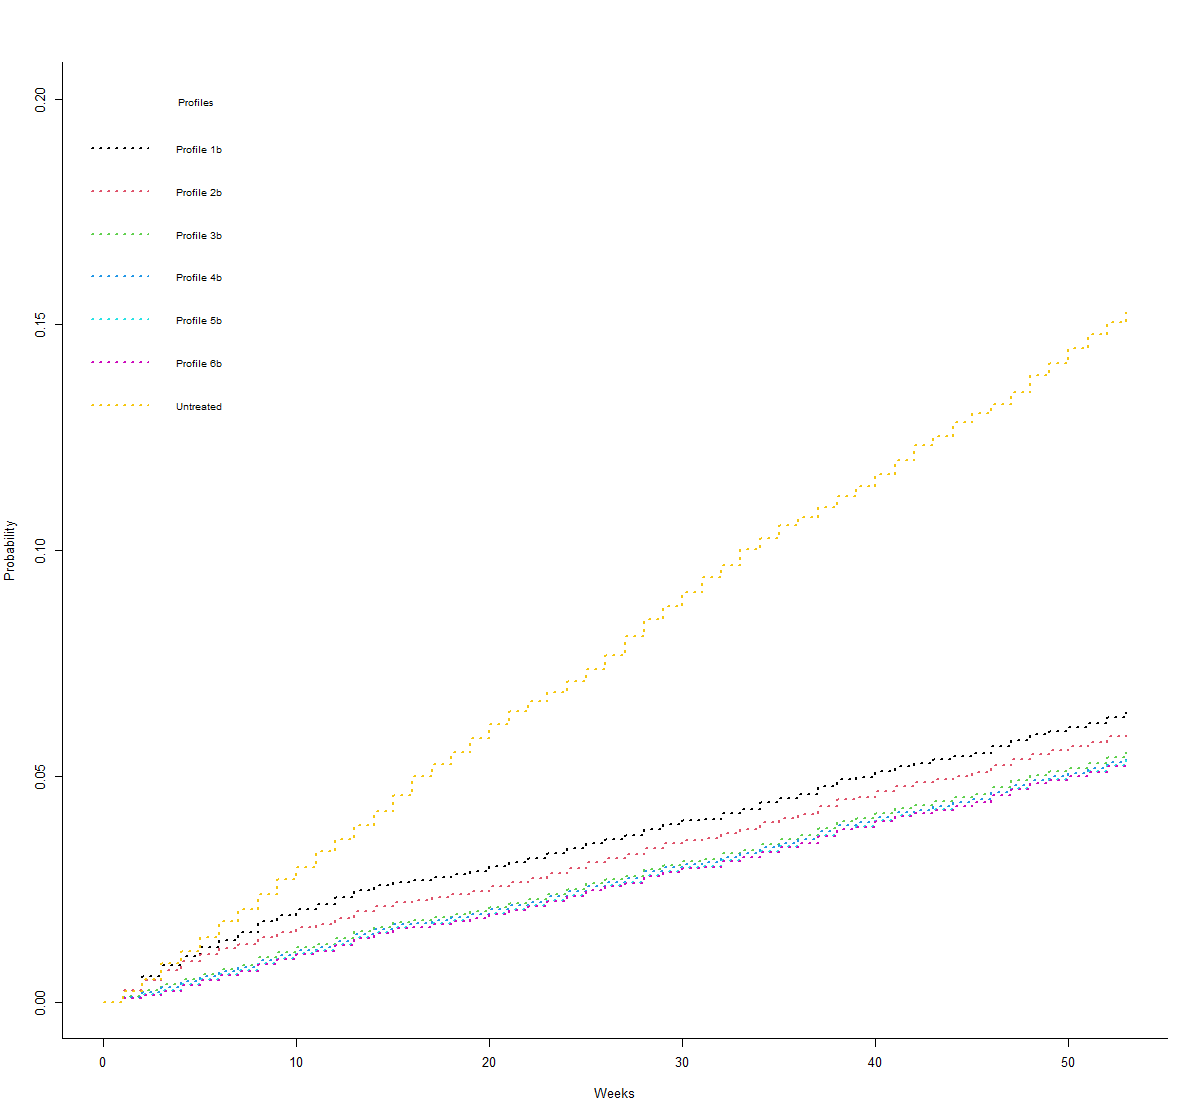 Profiles
Profile 1b
Profile 2b
Profile 3b
Profile 4b
Profile 5b
Profile 6b
Untreated
Probability
0.20
0.15
0.10
0.05
0.00
0 10 20 30 40 50
Weeks